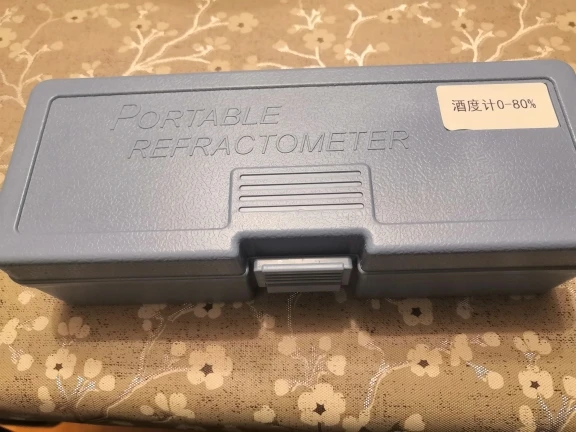 PORTABLE
REFRACTOMETER
酒度计0-80%